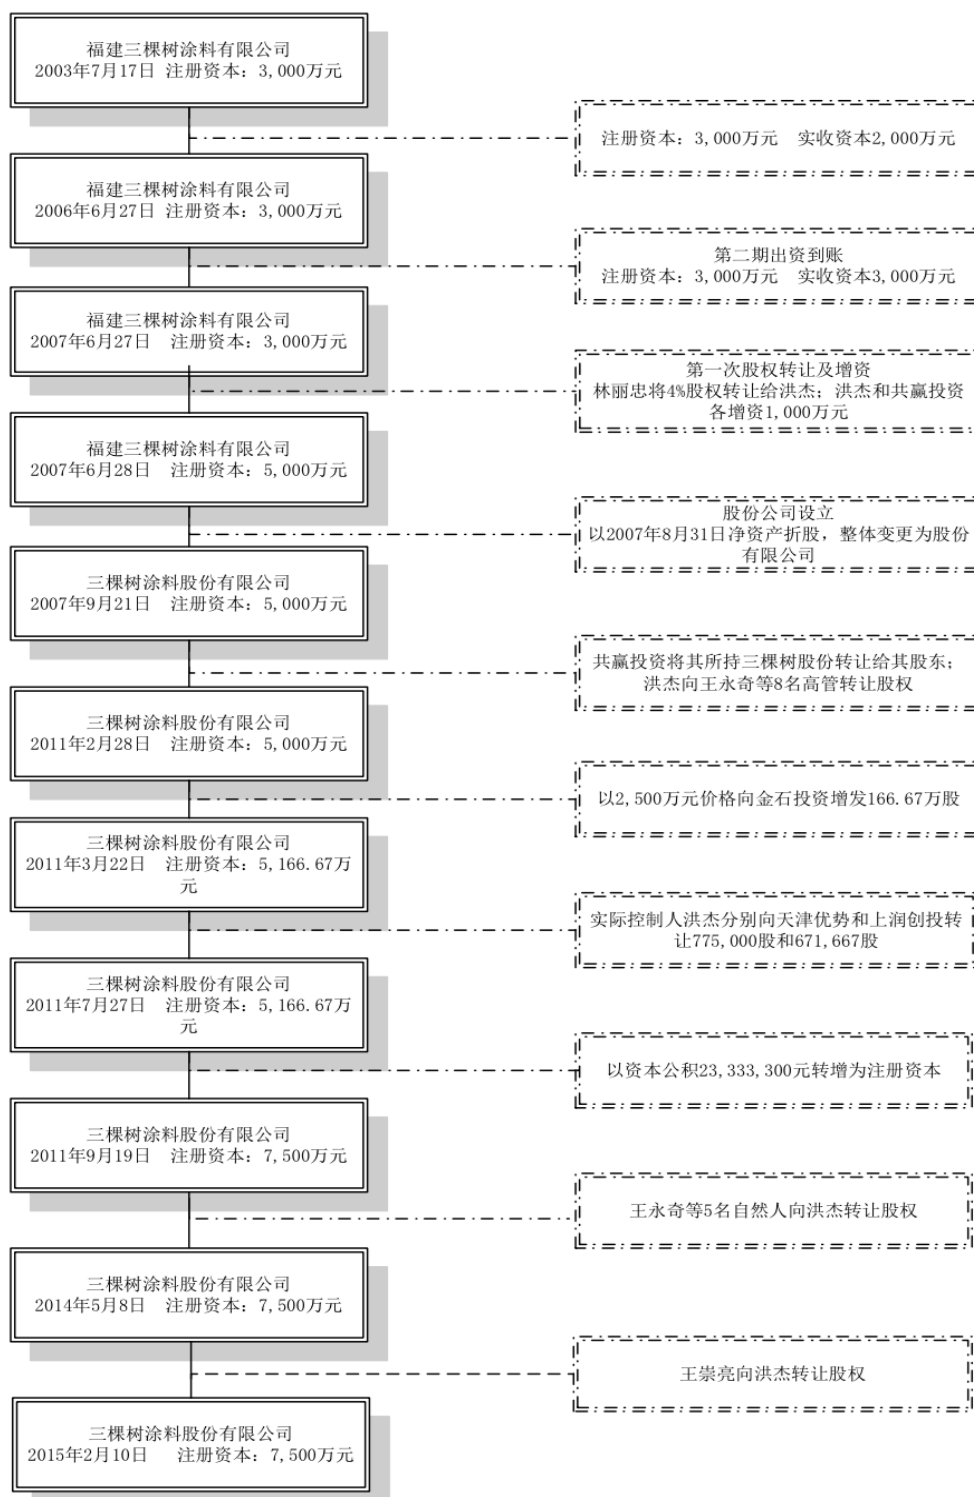 福建三棵树涂料有限公司
2003年7月17日 注册资本：3,000万元
注册资本：3,000万元 实收资本2,000万元
福建三棵树涂料有限公司
2006年6月27日 注册资本：3,000万元
第二期出资到账
注册资本：3,000万元 实收资本3,000万元
福建三棵树涂料有限公司
2007年6月27日 注册资本：3,000万元
第一次股权转让及增资
林丽忠将4%股权转让给洪杰；洪杰和共赢投资
各增资1,000万元
福建三棵树涂料有限公司
2007年6月28日 注册资本：5,000万元
股份公司设立
以2007年8月31日净资产折股，整体变更为股份
有限公司
三棵树涂料股份有限公司
2007年9月21日 注册资本：5,000万元
共赢投资将其所持三棵树股份转让给其股东；
洪杰向王永奇等8名高管转让股权
三棵树涂料股份有限公司
2011年2月28日 注册资本：5,000万元
以2,500万元价格向金石投资增发166.67万股
三棵树涂料股份有限公司
2011年3月22日 注册资本：5,166.67万
元
实际控制人洪杰分别向天津优势和上润创投转
让775,000股和671,667股
三棵树涂料股份有限公司
2011年7月27日 注册资本：5,166.67万
元
以资本公积23,333,300元转增为注册资本
三棵树涂料股份有限公司
2011年9月19日 注册资本：7,500万元
王永奇等5名自然人向洪杰转让股权
三棵树涂料股份有限公司
2014年5月8日 注册资本：7,500万元
王崇亮向洪杰转让股权
三棵树涂料股份有限公司
2015年2月10日 注册资本：7,500万元